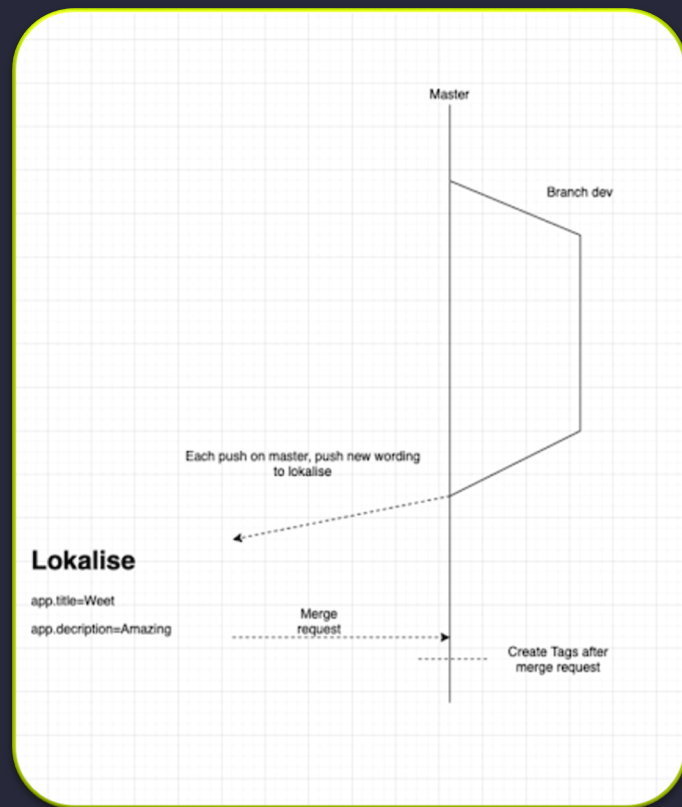 Master
Branch dev
Each push on master, push new wording
to lokalise
Lokalise
app.title=Weet
app.decription=Amazing
Merge
request
Create Tags after
merge request